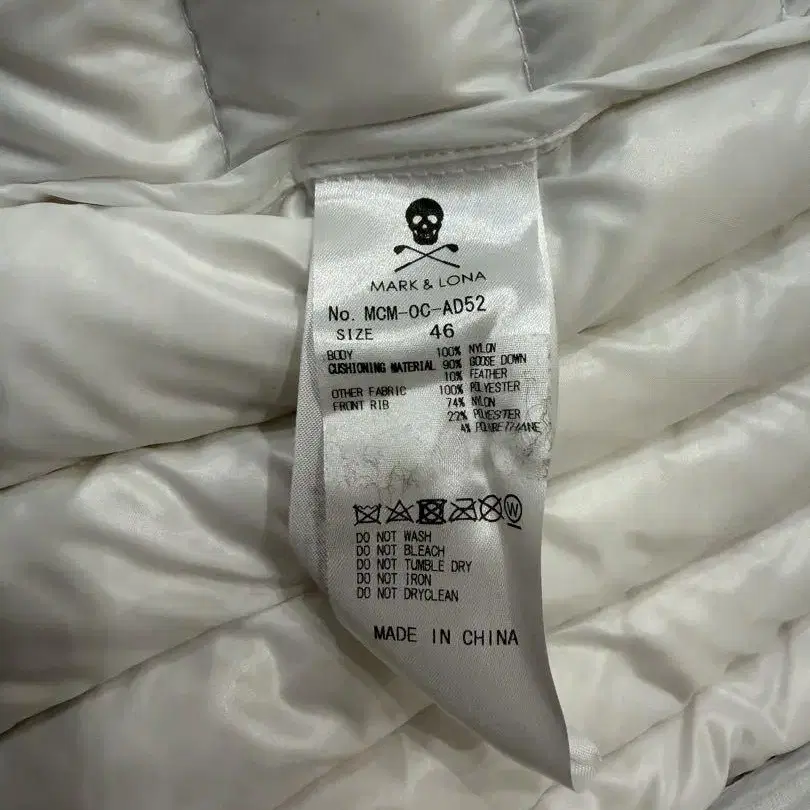 MARK & LONA
No. MCM-OC-AD52
SIZE 46
BODY 100% NYLON
CUSHIONING MATERIAL 90% GOOSE DOWN
10% FEATHER
OTHER FABRIC 100% POLYESTER
FRONT RIB 74% NYLON
22% POLYESTER
4% POLYURETHANE
W
DO NOT WASH
DO NOT BLEACH
DO NOT TUMBLE DRY
DO NOT IRON
DO NOT DRYCLEAN
MADE IN CHINA